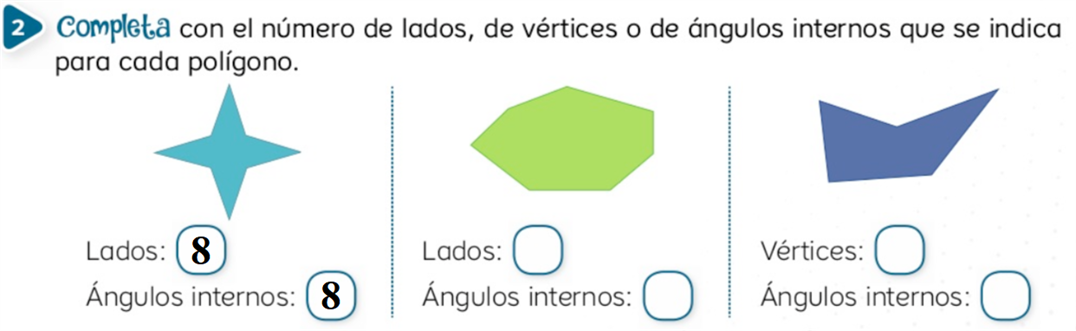 2 Completa con el número de lados, de vértices o de ángulos internos que se indica
para cada polígono.
Lados: 8 Lados: Vértices:
Ángulos internos: 8 Ángulos internos: Ángulos internos: